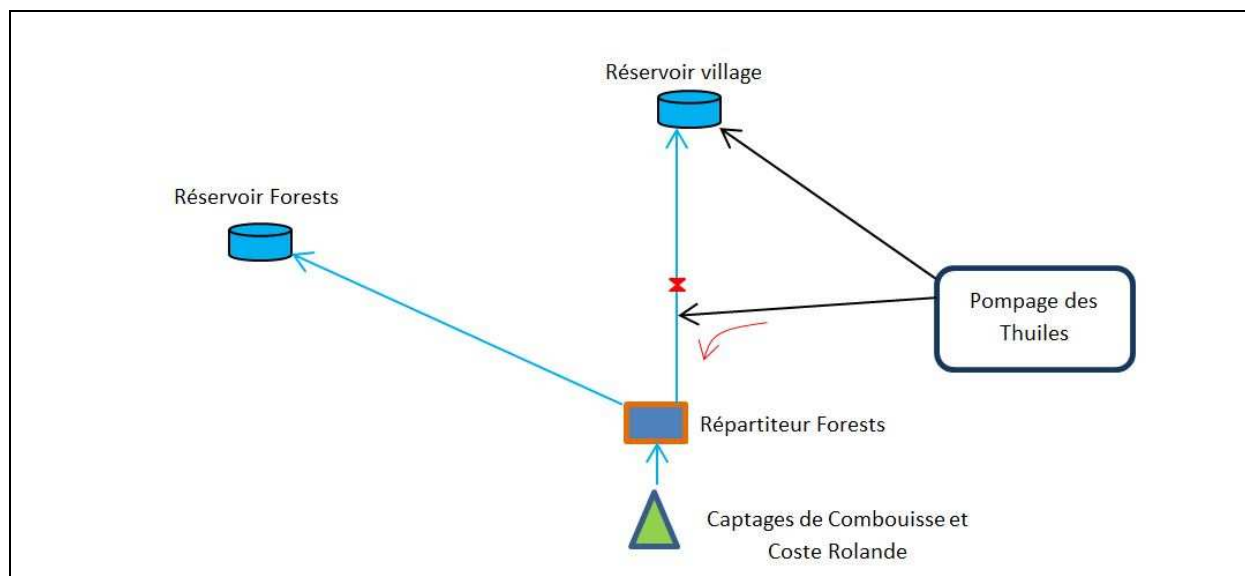 Réservoir village
Réservoir Forests
Pompage des
Thuiles
Répartiteur Forests
Captages de Combouisse et
Coste Rolande